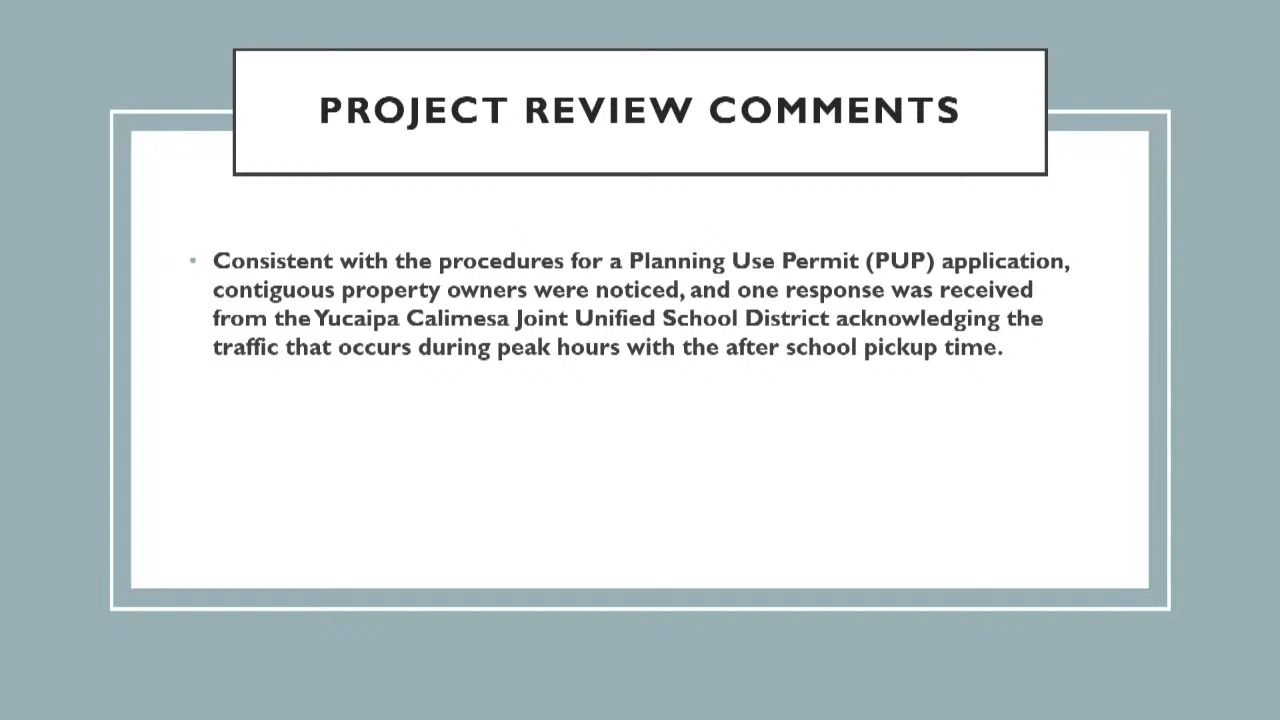 PROJECT REVIEW COMMENTS
• Consistent with the procedures for a Planning Use Permit (PUP) application,
contiguous property owners were noticed, and one response was received
from the Yucaipa Calimesa Joint Unified School District acknowledging the
traffic that occurs during peak hours with the after school pickup time.